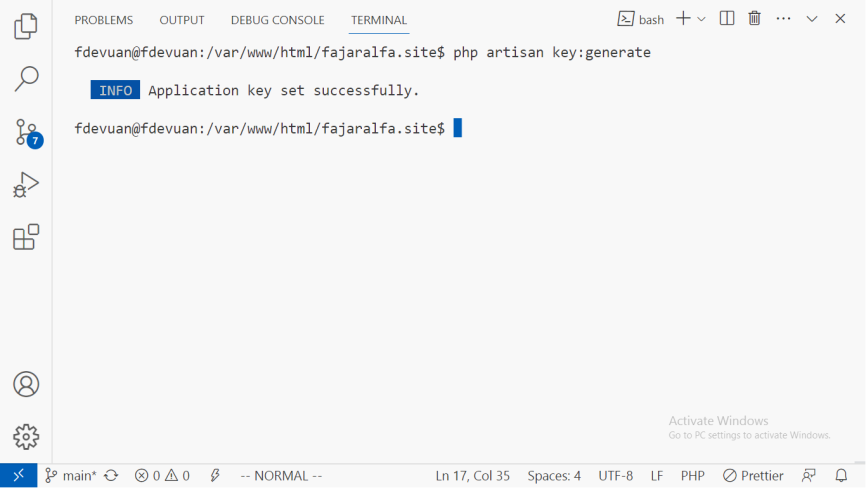 PROBLEMS OUTPUT DEBUG CONSOLE TERMINAL bash
fdevuan@fdevuan:/var/www/html/fajaralfa.site$ php artisan key:generate
INFO Application key set successfully.
fdevuan@fdevuan:/var/www/html/fajaralfa.site$
7
Activate Windows
Go to PC settings to activate Windows.
main* 0 0 -- NORMAL -- Ln 17, Col 35 Spaces: 4 UTF-8 LF PHP Prettier